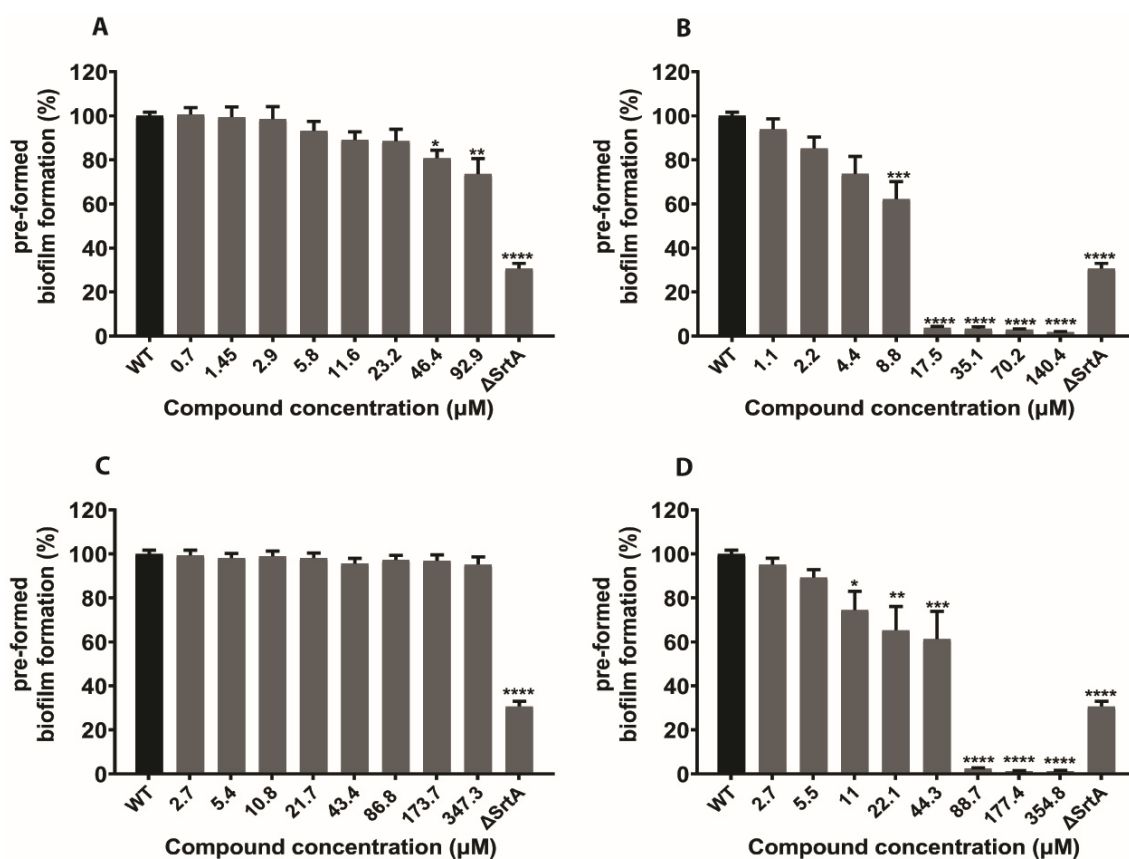 A
pre-formed
biofilm formation (%)
120
100
80
60
40
20
0
* ** ****
WT 0.7 1.45 2.9 5.8 11.6 23.2 46.4 92.9 ΔSrtA
Compound concentration (µM)
B
pre-formed
biofilm formation (%)
120
100
80
60
40
20
0
*** **** **** **** **** ****
WT 1.1 2.2 4.4 8.8 17.5 35.1 70.2 140.4 ΔSrtA
Compound concentration (µM)
C
pre-formed
biofilm formation (%)
120
100
80
60
40
20
0
****
WT 2.7 5.4 10.8 21.7 43.4 86.8 173.7 347.3 ΔSrtA
Compound concentration (µM)
D
pre-formed
biofilm formation (%)
120
100
80
60
40
20
0
* ** *** **** **** **** ****
WT 2.7 5.5 11 22.1 44.3 88.7 177.4 354.8 ΔSrtA
Compound concentration (µM)